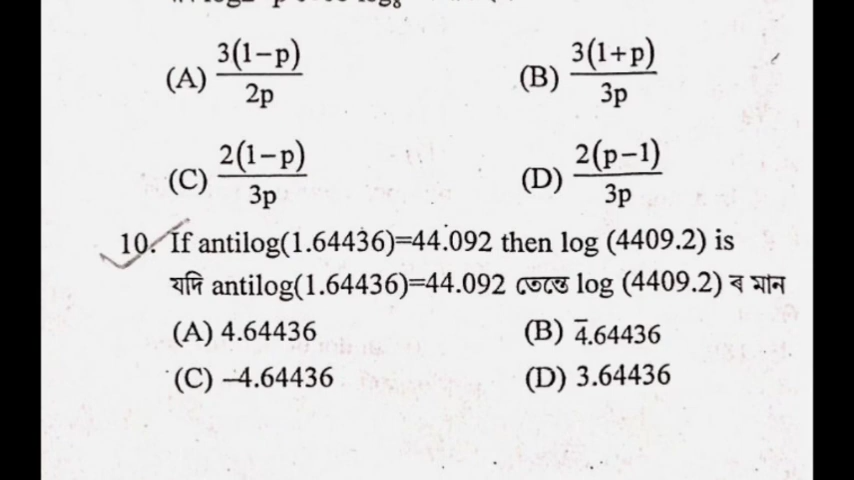 (A) 3(1−p)/2p (B) 3(1+p)/3p
(C) 2(1−p)/3p (D) 2(p−1)/3p
10. If antilog(1.64436)=44.092 then log (4409.2) is
যদি antilog(1.64436)=44.092 তেন্তে log (4409.2) ৰ মান
(A) 4.64436 (B) 4̅.64436
(C) –4.64436 (D) 3.64436